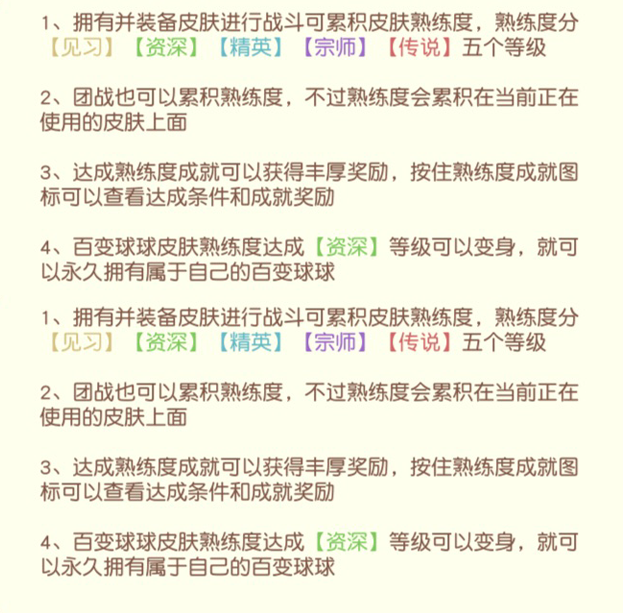 1、拥有并装备皮肤进行战斗可累积皮肤熟练度，熟练度分
【见习】【资深】【精英】【宗师】【传说】五个等级
2、团战也可以累积熟练度，不过熟练度会累积在当前正在
使用的皮肤上面
3、达成熟练度成就可以获得丰厚奖励，按住熟练度成就图
标可以查看达成条件和成就奖励
4、百变球球皮肤熟练度达成【资深】等级可以变身，就可
以永久拥有属于自己的百变球球
1、拥有并装备皮肤进行战斗可累积皮肤熟练度，熟练度分
【见习】【资深】【精英】【宗师】【传说】五个等级
2、团战也可以累积熟练度，不过熟练度会累积在当前正在
使用的皮肤上面
3、达成熟练度成就可以获得丰厚奖励，按住熟练度成就图
标可以查看达成条件和成就奖励
4、百变球球皮肤熟练度达成【资深】等级可以变身，就可
以永久拥有属于自己的百变球球